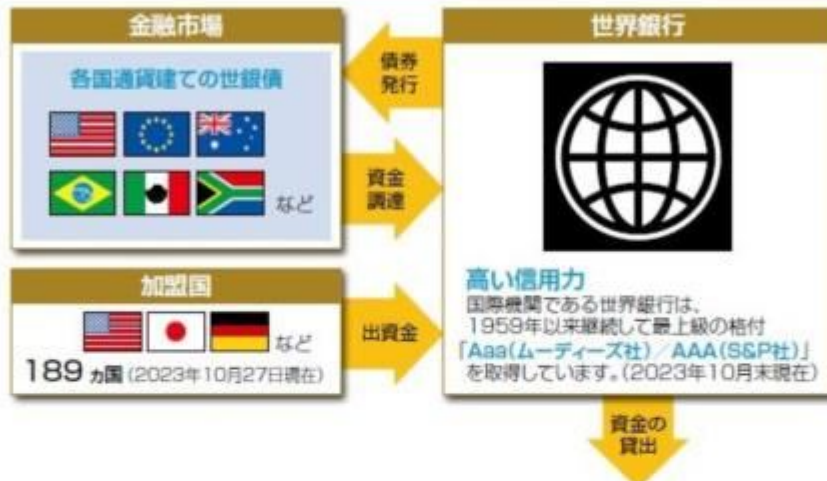 金融市場
各国通貨建ての世銀債
など
債券
発行
資金
調達
加盟国
など
189 ヵ国 (2023年10月27日現在)
出資金
世界銀行
高い信用力
国際機関である世界銀行は、
1959年以来継続して最上級の格付
「Aaa(ムーディーズ社)／AAA(S&P社)」
を取得しています。(2023年10月末現在)
資金の
貸出